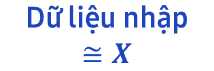 Dữ liệu nhập
≅ X